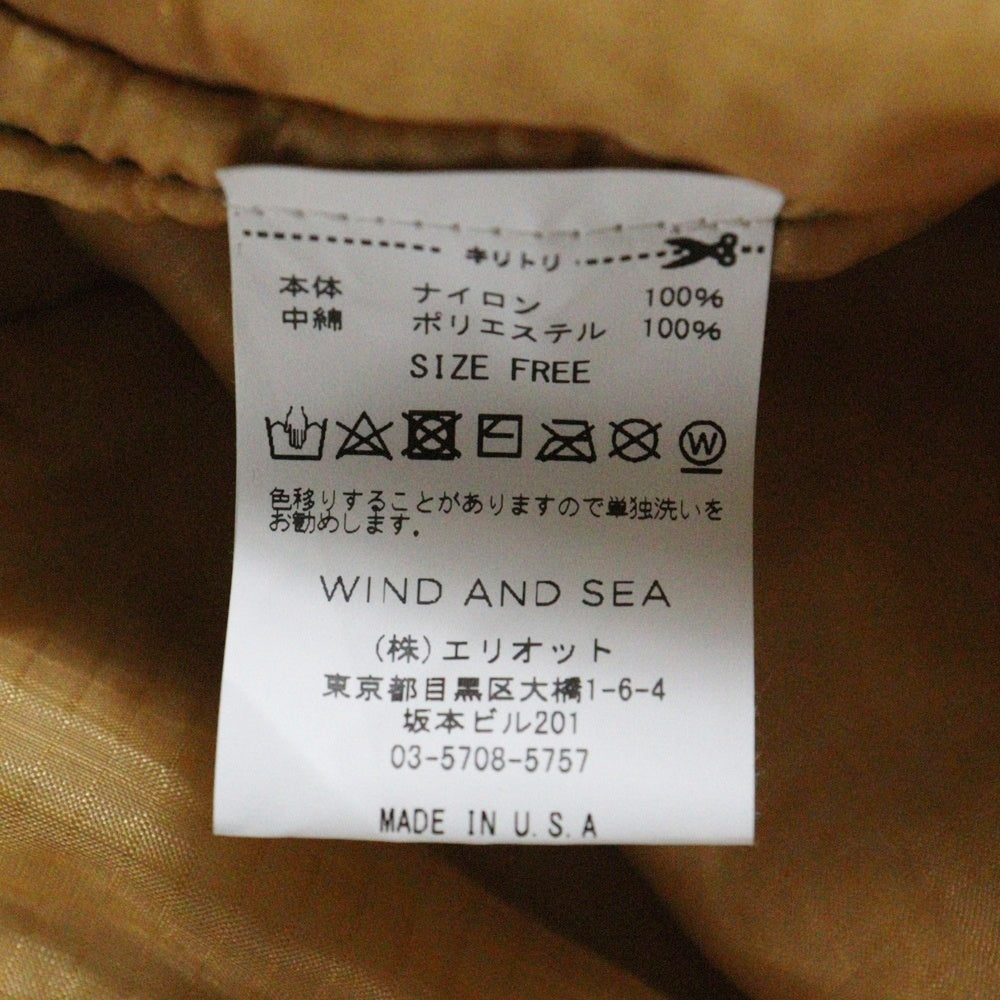 キリトリ
本体 ナイロン 100%
中綿 ポリエステル 100%
SIZE FREE
W
色移りすることがありますので単独洗いを
お勧めします。
WIND AND SEA
(株)エリオット
東京都目黒区大橋1-6-4
坂本ビル201
03-5708-5757
MADE IN U.S.A